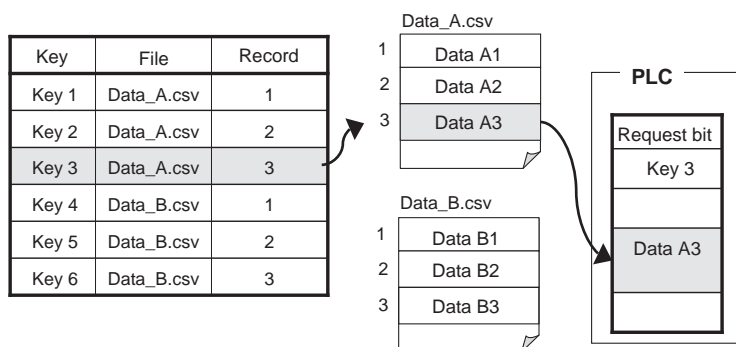 Key File Record
Key 1 Data_A.csv 1
Key 2 Data_A.csv 2
Key 3 Data_A.csv 3
Key 4 Data_B.csv 1
Key 5 Data_B.csv 2
Key 6 Data_B.csv 3
Data_A.csv
1 Data A1
2 Data A2
3 Data A3
Data_B.csv
1 Data B1
2 Data B2
3 Data B3
PLC
Request bit
Key 3
Data A3